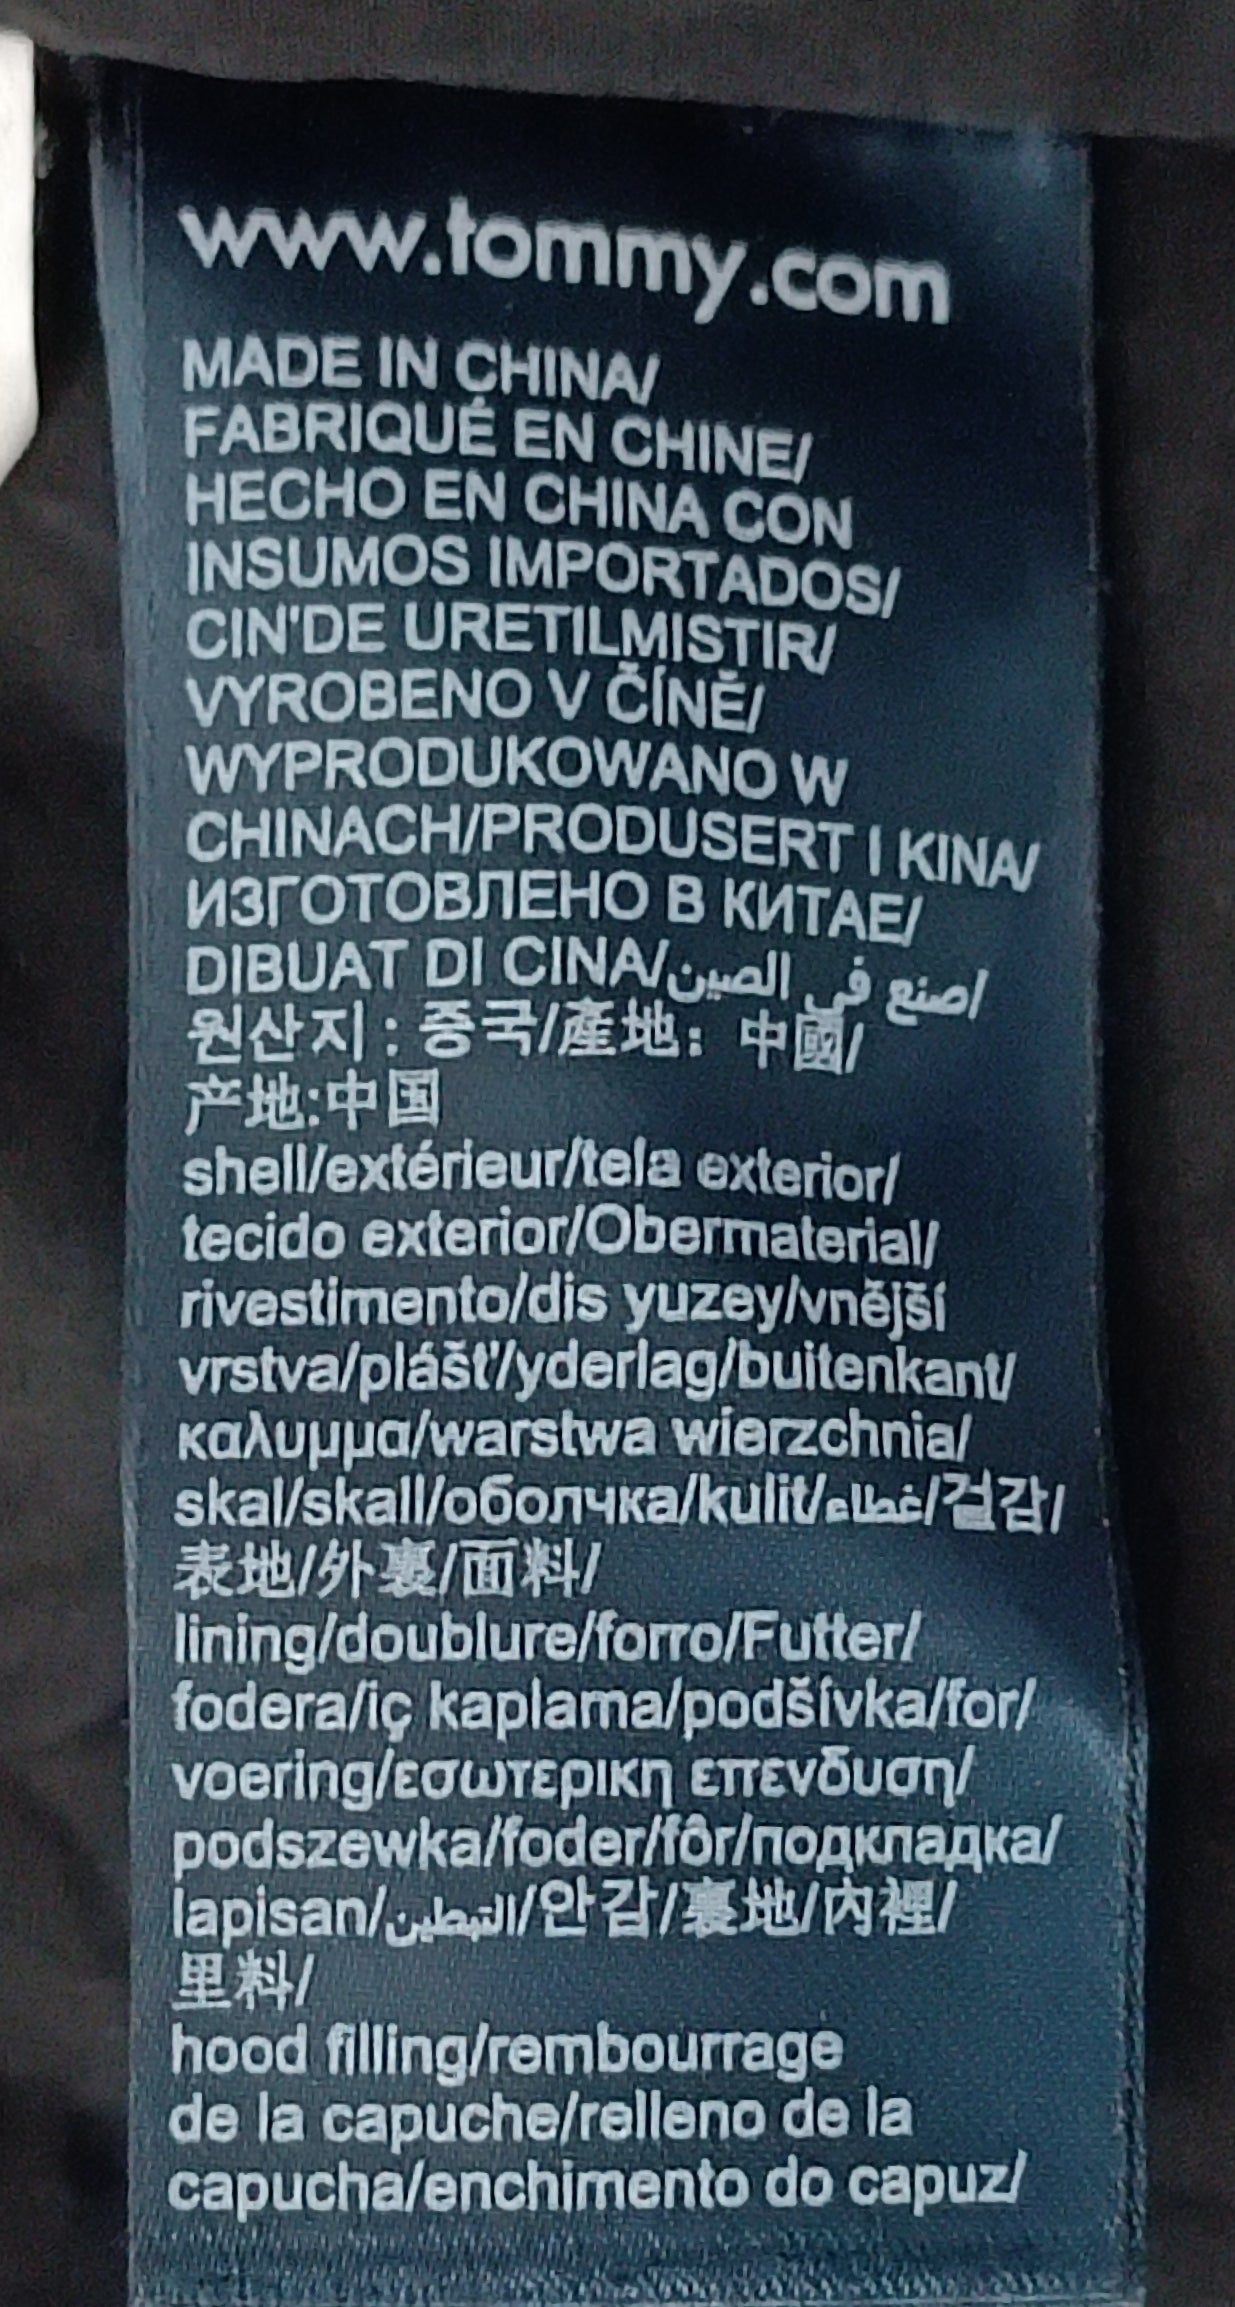 www.tommy.com
MADE IN CHINA/
FABRIQUÉ EN CHINE/
HECHO EN CHINA CON
INSUMOS IMPORTADOS/
CIN'DE URETILMISTIR/
VYROBENO V ČÍNĚ/
WYPRODUKOWANO W
CHINACH/PRODUSERT I KINA/
ИЗГОТОВЛЕНО В КИТАЕ/
DIBUAT DI CINA/صنع في الصين/
원산지 : 중국/產地：中國/
产地:中国
shell/extérieur/tela exterior/
tecido exterior/Obermaterial/
rivestimento/dis yuzey/vnější
vrstva/plášť/yderlag/buitenkant/
καλυμμα/warstwa wierzchnia/
skal/skall/оболчка/kulit/غطاء/겉감/
表地/外裏/面料/
lining/doublure/forro/Futter/
fodera/iç kaplama/podšívka/for/
voering/εσωτερικη επενδυση/
podszewka/foder/fôr/подкладка/
lapisan/التبطين/안감/裏地/內裡/
里料/
hood filling/rembourrage
de la capuche/relleno de la
capucha/enchimento do capuz/